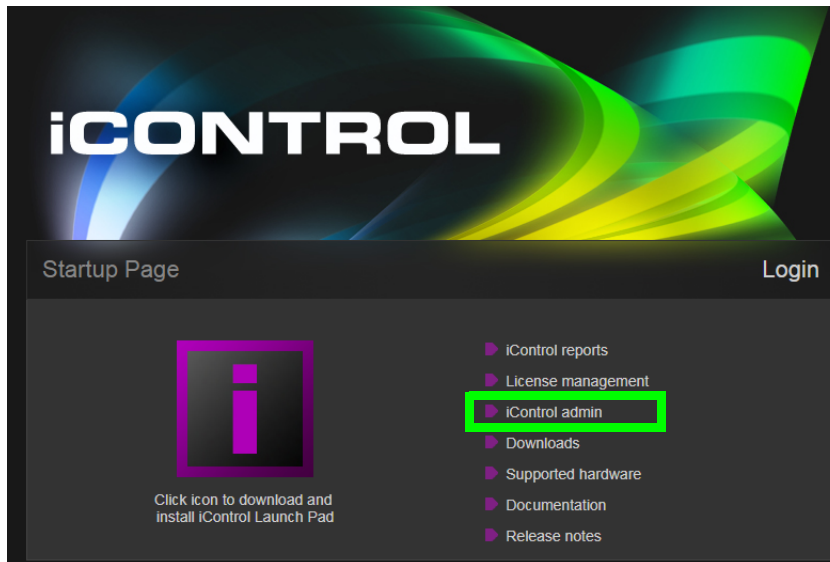 iCONTROL
Startup Page
Login
i
Click icon to download and
install iControl Launch Pad
iControl reports
License management
iControl admin
Downloads
Supported hardware
Documentation
Release notes